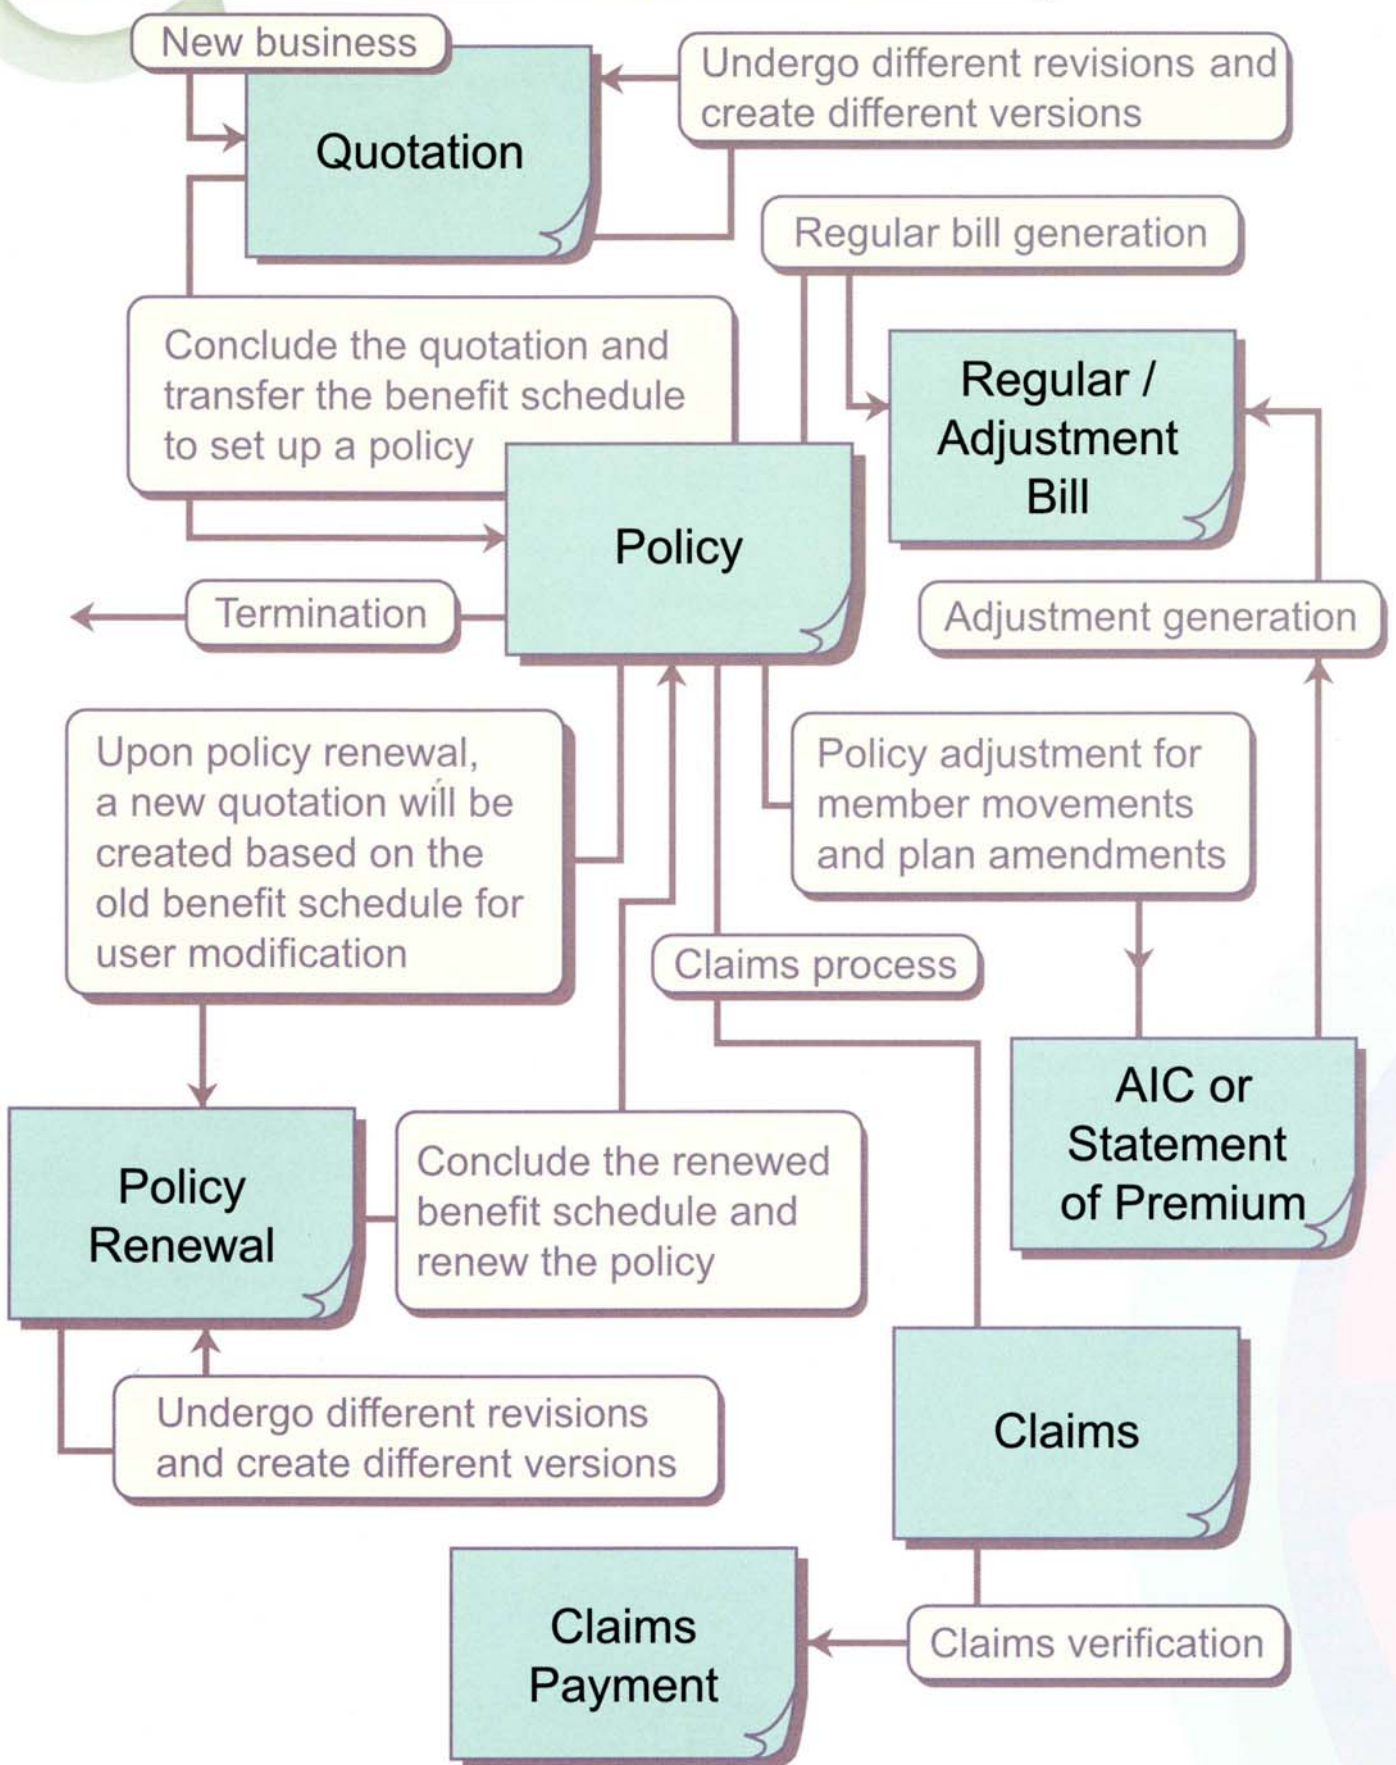 New business
Undergo different revisions and
create different versions
Quotation
Regular bill generation
Conclude the quotation and
transfer the benefit schedule
to set up a policy
Regular /
Adjustment
Bill
Policy
Termination
Adjustment generation
Upon policy renewal,
a new quotation will be
created based on the
old benefit schedule for
user modification
Policy adjustment for
member movements
and plan amendments
Claims process
AIC or
Statement
of Premium
Policy
Renewal
Conclude the renewed
benefit schedule and
renew the policy
Undergo different revisions
and create different versions
Claims
Claims
Payment
Claims verification